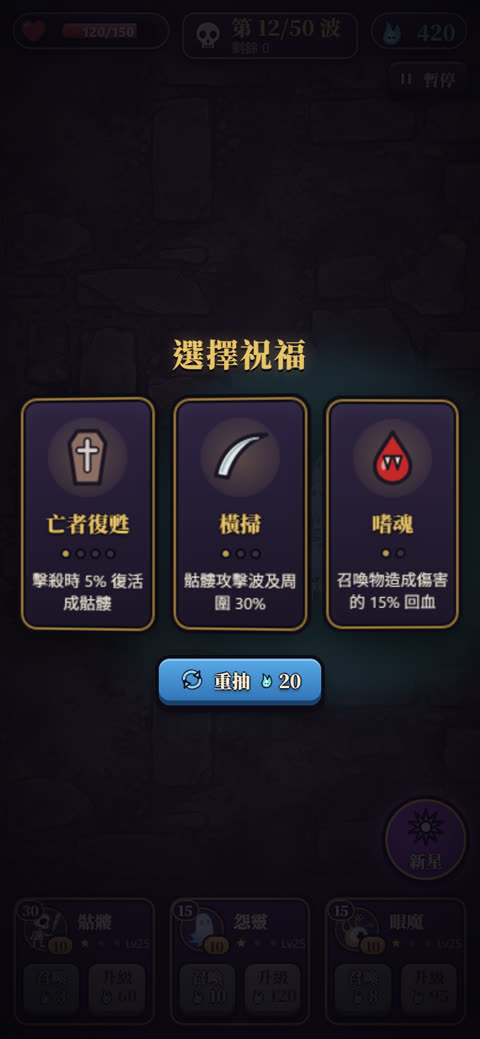 120/150
第 12/50 波
剩餘 0
420
暫停
選擇祝福
亡者復甦
擊殺時 5% 復活
成骷髏
橫掃
骷髏攻擊波及周
圍 30%
嗜魂
召喚物造成傷害
的 15% 回血
重抽 20
新星
30
骷髏
10
Lv25
召喚
3
升級
60
15
怨靈
10
Lv25
召喚
10
升級
120
15
眼魔
10
Lv25
召喚
8
升級
95